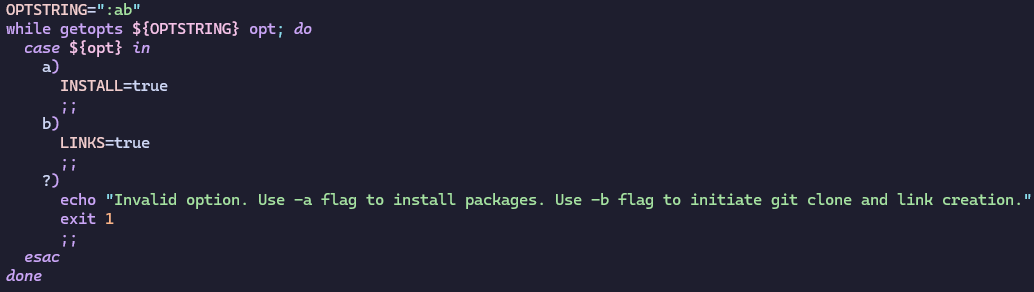 OPTSTRING=":ab"
while getopts ${OPTSTRING} opt; do
  case ${opt} in
    a)
      INSTALL=true
      ;;
    b)
      LINKS=true
      ;;
    ?)
      echo "Invalid option. Use -a flag to install packages. Use -b flag to initiate git clone and link creation."
      exit 1
      ;;
  esac
done